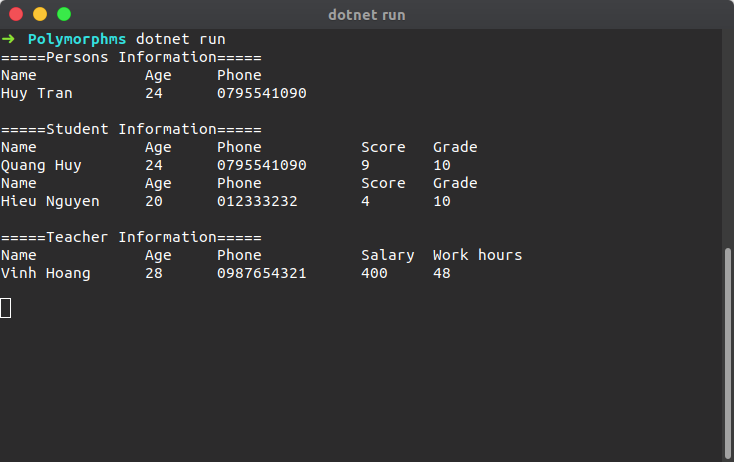 dotnet run
➜ Polymorphms dotnet run
=====Persons Information=====
Name Age Phone
Huy Tran 24 0795541090
=====Student Information=====
Name Age Phone Score Grade
Quang Huy 24 0795541090 9 10
Name Age Phone Score Grade
Hieu Nguyen 20 012333232 4 10
=====Teacher Information=====
Name Age Phone Salary Work hours
Vinh Hoang 28 0987654321 400 48